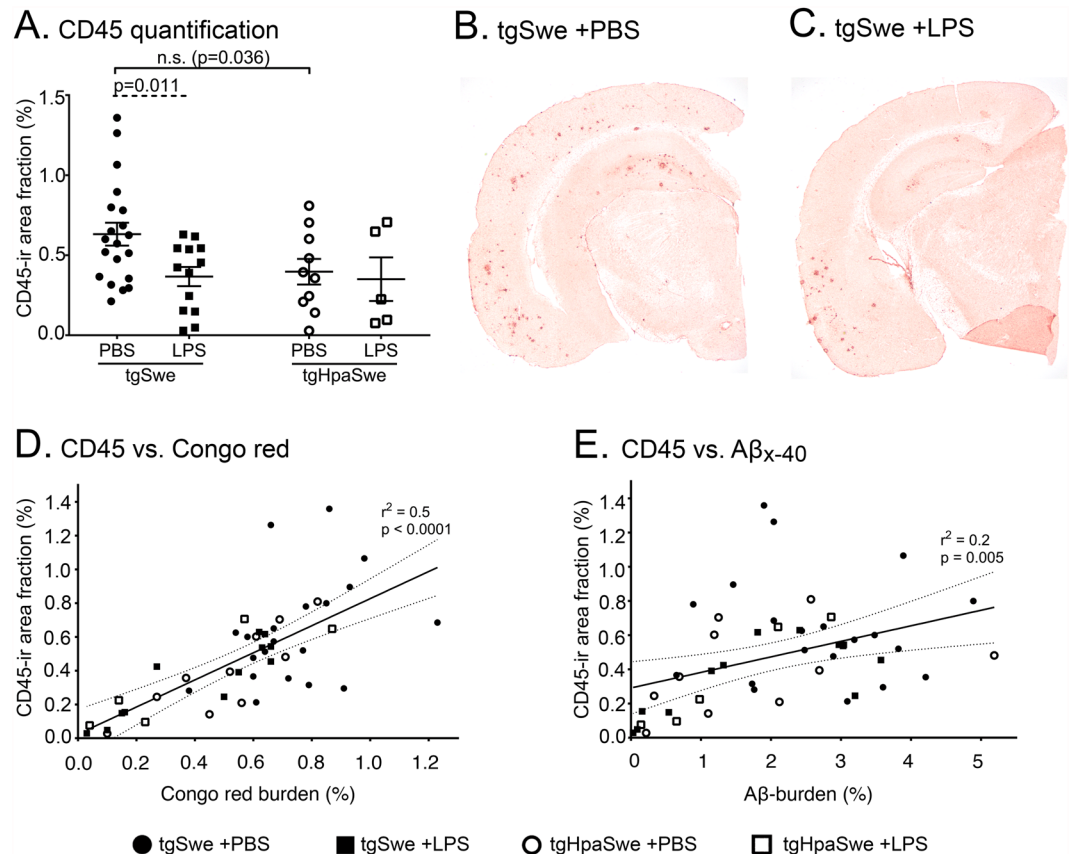 A. CD45 quantification
n.s. (p=0.036)
p=0.011
CD45-ir area fraction (%)
1.5
1.0
0.5
0.0
PBS LPS PBS LPS
tgSwe tgHpaSwe
B. tgSwe +PBS
C. tgSwe +LPS
D. CD45 vs. Congo red
CD45-ir area fraction (%)
1.4
1.2
1.0
0.8
0.6
0.4
0.2
0.0
r² = 0.5
p < 0.0001
0.0 0.2 0.4 0.6 0.8 1.0 1.2
Congo red burden (%)
E. CD45 vs. Aβx-40
CD45-ir area fraction (%)
1.4
1.2
1.0
0.8
0.6
0.4
0.2
0.0
r² = 0.2
p = 0.005
0 1 2 3 4 5
Aβ-burden (%)
tgSwe +PBS tgSwe +LPS tgHpaSwe +PBS tgHpaSwe +LPS